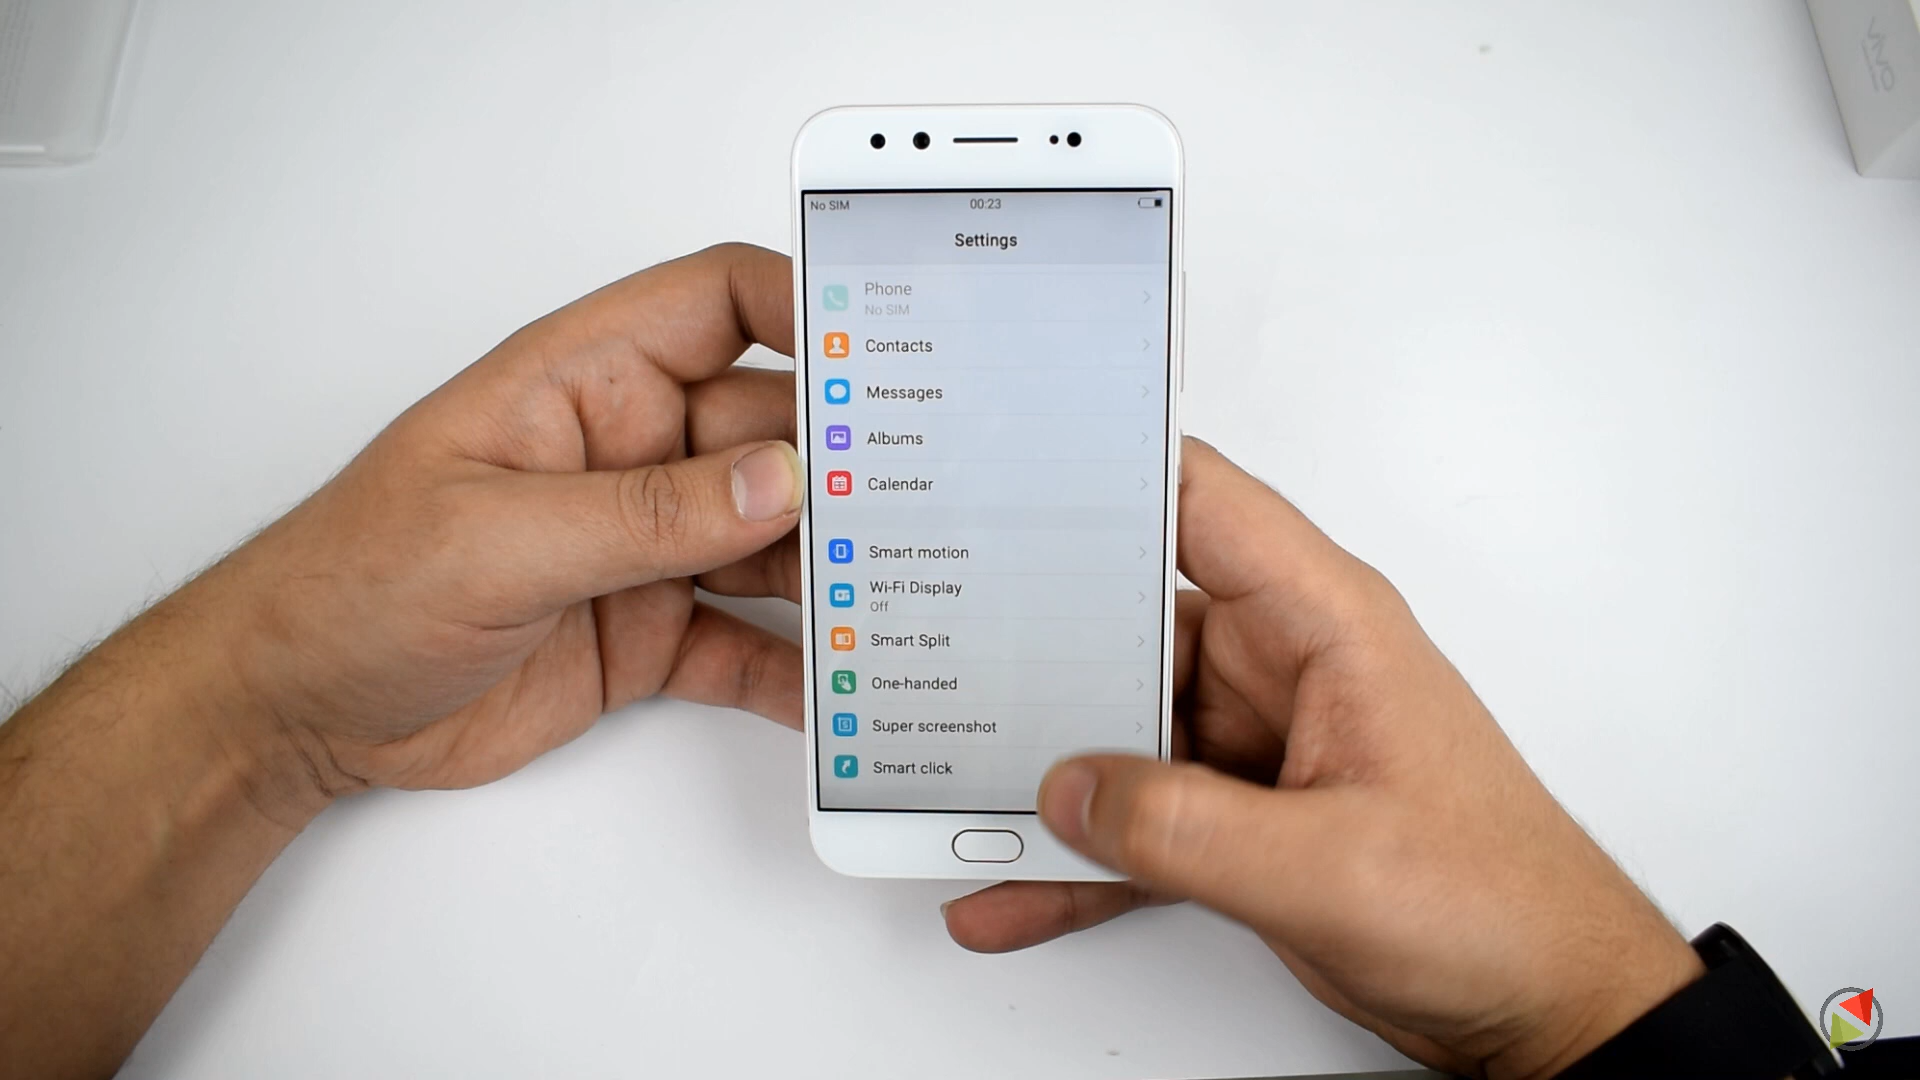 vivo
No SIM
00:23
Settings
Phone
No SIM
Contacts
Messages
Albums
Calendar
Smart motion
Wi-Fi Display
Off
Smart Split
One-handed
Super screenshot
Smart click